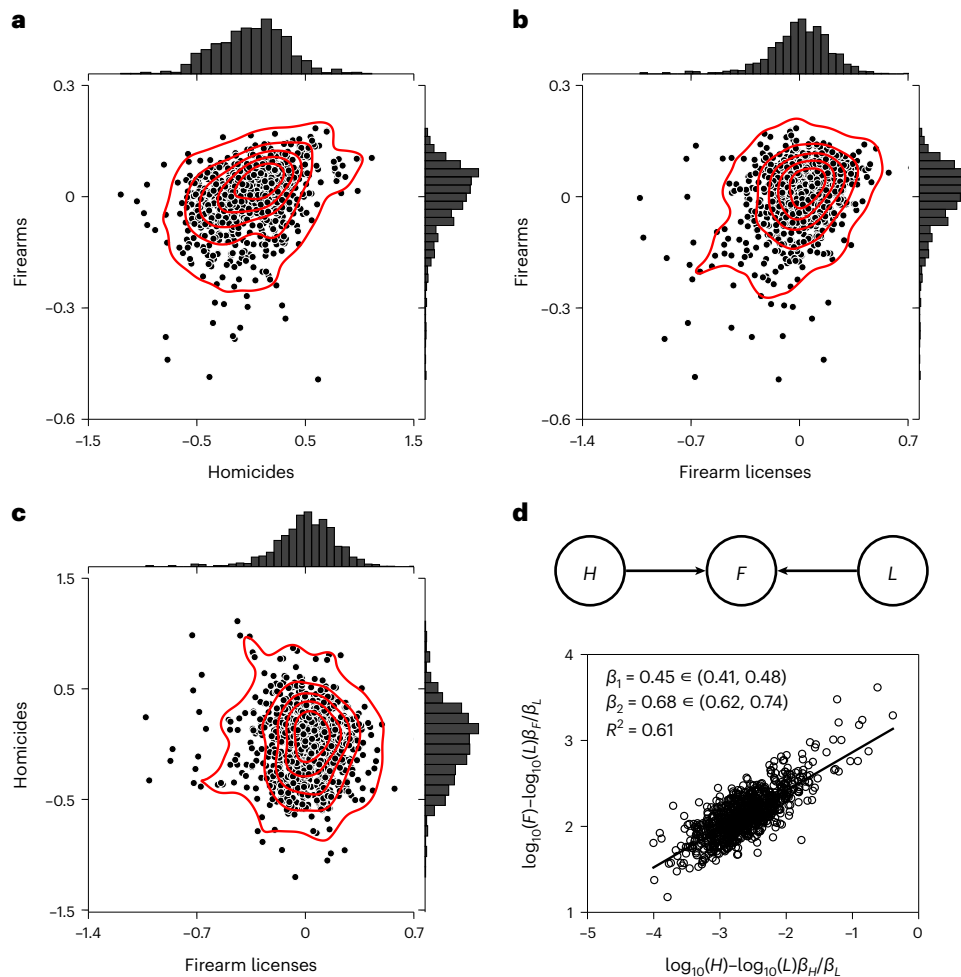 a
0.3
0
–0.3
–0.6
Firearms
–1.5
–0.5
0.5
1.5
Homicides
b
0.3
0
–0.3
–0.6
Firearms
–1.4
–0.7
0
0.7
Firearm licenses
c
1.5
0.5
–0.5
–1.5
Homicides
–1.4
–0.7
0
0.7
Firearm licenses
d
H F L
4
3
2
1
log₁₀(F)–log₁₀(L)β_F/β_L
β₁ = 0.45 ∈ (0.41, 0.48)
β₂ = 0.68 ∈ (0.62, 0.74)
R² = 0.61
–5
–4
–3
–2
–1
0
log₁₀(H)–log₁₀(L)β_H/β_L